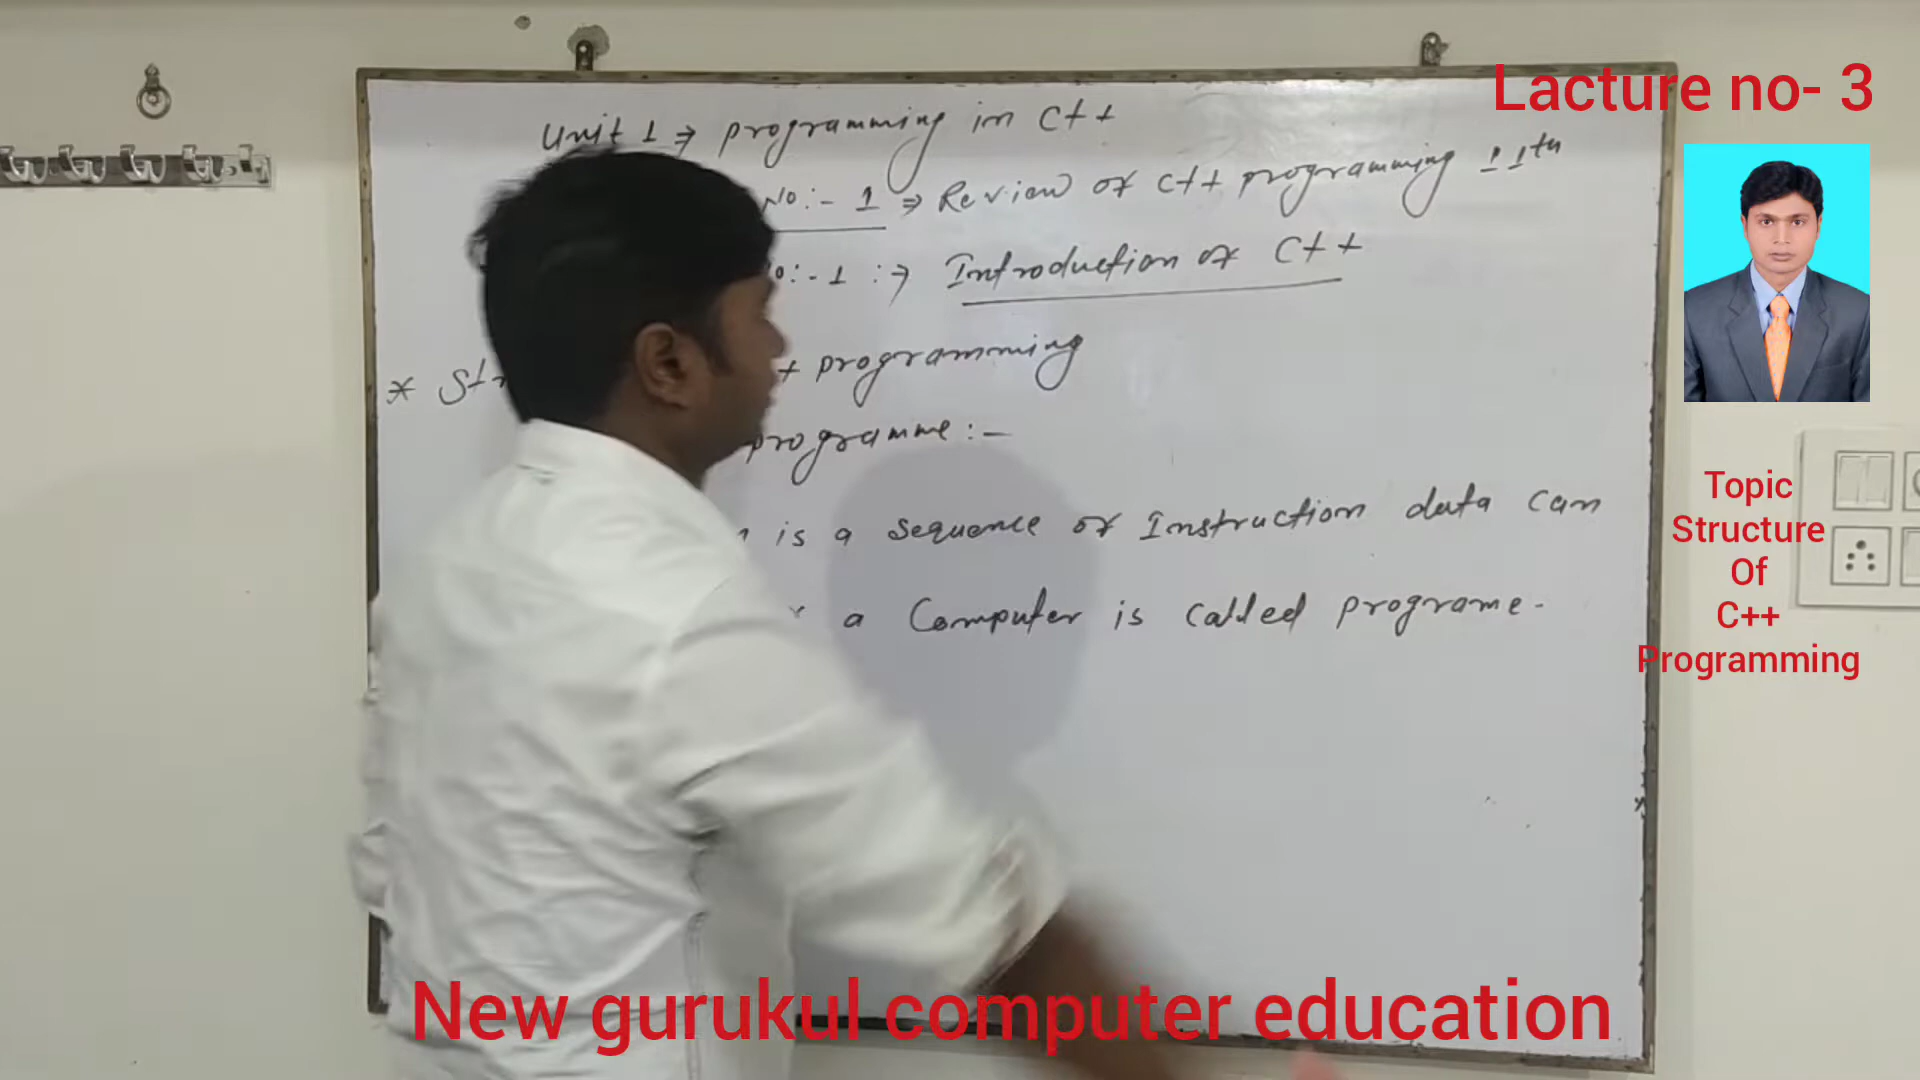 Lacture no- 3
Unit 1 ⇒ programming in C++
No:- 1 ⇒ Review of C++ programming 11th
:- 1 :⇒ Introduction of C++
* programming
programme:-
is a sequence of Instruction data can
a Computer is called programe.
Topic
Structure
Of
C++
Programming
New gurukul computer education